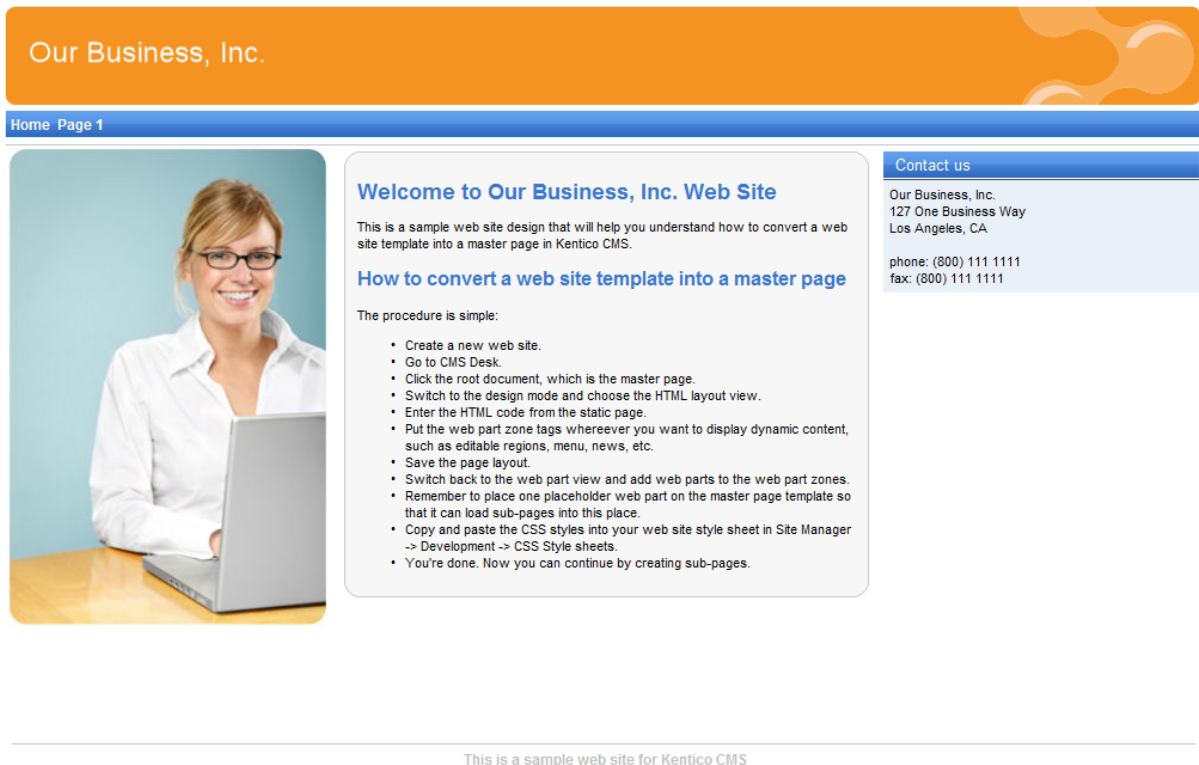 Our Business, Inc.
Home Page 1
Welcome to Our Business, Inc. Web Site
This is a sample web site design that will help you understand how to convert a web
site template into a master page in Kentico CMS.
How to convert a web site template into a master page
The procedure is simple:
• Create a new web site.
• Go to CMS Desk.
• Click the root document, which is the master page.
• Switch to the design mode and choose the HTML layout view.
• Enter the HTML code from the static page.
• Put the web part zone tags whereever you want to display dynamic content,
such as editable regions, menu, news, etc.
• Save the page layout.
• Switch back to the web part view and add web parts to the web part zones.
• Remember to place one placeholder web part on the master page template so
that it can load sub-pages into this place.
• Copy and paste the CSS styles into your web site style sheet in Site Manager
-> Development -> CSS Style sheets.
• You're done. Now you can continue by creating sub-pages.
Contact us
Our Business, Inc.
127 One Business Way
Los Angeles, CA
phone: (800) 111 1111
fax: (800) 111 1111
This is a sample web site for Kentico CMS